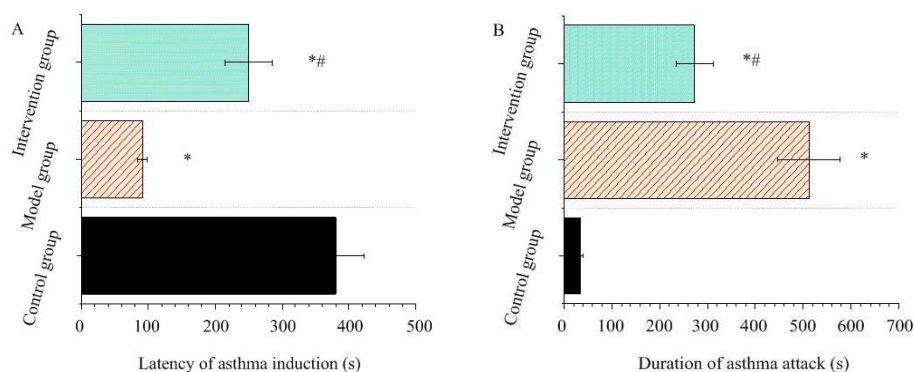 A
Intervention group
*#
Model group
*
Control group
0 100 200 300 400 500
Latency of asthma induction (s)
B
Intervention group
*#
Model group
*
Control group
0 100 200 300 400 500 600 700
Duration of asthma attack (s)